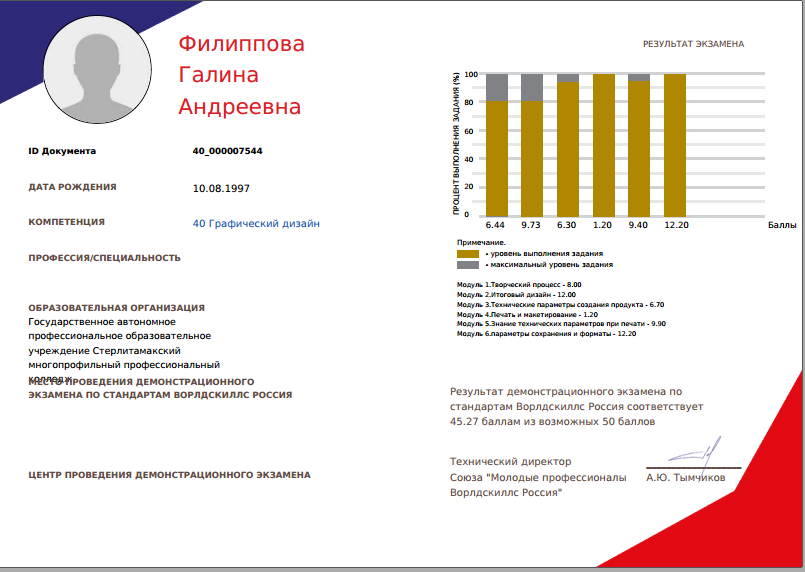 Филиппова
Галина
Андреевна
ID Документа 40_000007544
ДАТА РОЖДЕНИЯ 10.08.1997
КОМПЕТЕНЦИЯ 40 Графический дизайн
ПРОФЕССИЯ/СПЕЦИАЛЬНОСТЬ
ОБРАЗОВАТЕЛЬНАЯ ОРГАНИЗАЦИЯ
Государственное автономное
профессиональное образовательное
учреждение Стерлитамакский
многопрофильный профессиональный
колледж
МЕСТО ПРОВЕДЕНИЯ ДЕМОНСТРАЦИОННОГО
ЭКЗАМЕНА ПО СТАНДАРТАМ ВОРЛДСКИЛЛС РОССИЯ
ЦЕНТР ПРОВЕДЕНИЯ ДЕМОНСТРАЦИОННОГО ЭКЗАМЕНА
РЕЗУЛЬТАТ ЭКЗАМЕНА
ПРОЦЕНТ ВЫПОЛНЕНИЯ ЗАДАНИЯ (%)
100
80
60
40
20
0
6.44 9.73 6.30 1.20 9.40 12.20 Баллы
Примечание.
- уровень выполнения задания
- максимальный уровень задания
Модуль 1.Творческий процесс - 8.00
Модуль 2.Итоговый дизайн - 12.00
Модуль 3.Технические параметры создания продукта - 6.70
Модуль 4.Печать и макетирование - 1.20
Модуль 5.Знание технических параметров при печати - 9.90
Модуль 6.параметры сохранения и форматы - 12.20
Результат демонстрационного экзамена по
стандартам Ворлдскиллс Россия соответствует
45.27 баллам из возможных 50 баллов
Технический директор
Союза "Молодые профессионалы А.Ю. Тымчиков
Ворлдскиллс Россия"